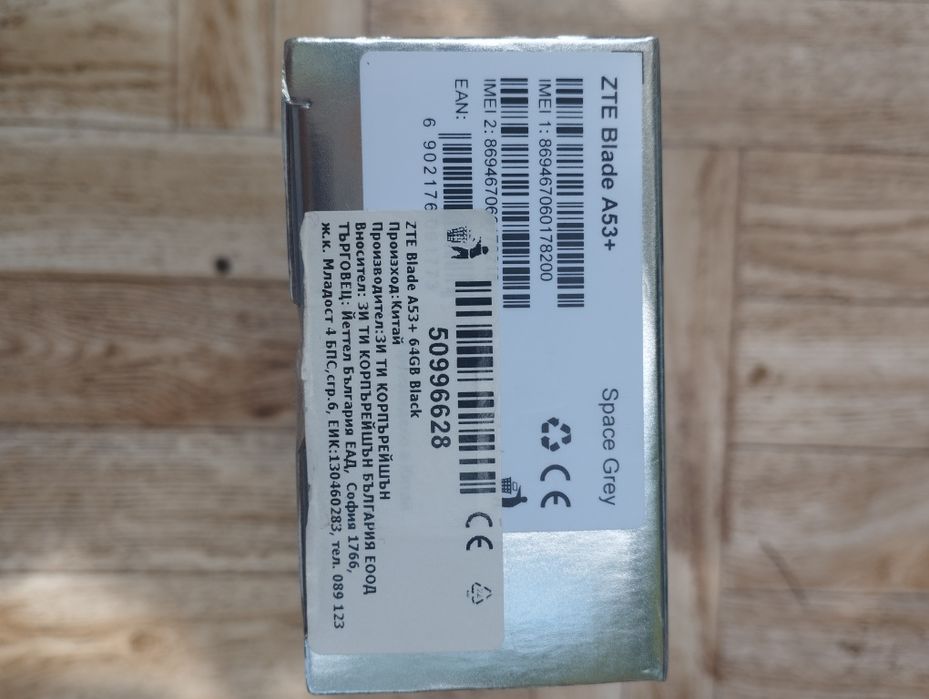 ZTE Blade A53+
Space Grey
IMEI 1: 869467060178200
IMEI 2: 86946706
EAN:
6 902176
50996628
ZTE Blade A53+ 64GB Black
Произход:Китай
Производител:ЗИ ТИ КОРПЪРЕЙШЪН
Вносител: ЗИ ТИ КОРПЪРЕЙШЪН БЪЛГАРИЯ ЕООД
ТЪРГОВЕЦ: Йеттел България ЕАД, София 1766,
ж.к. Младост 4 БПС,сгр.6, ЕИК:130460283, тел. 089 123